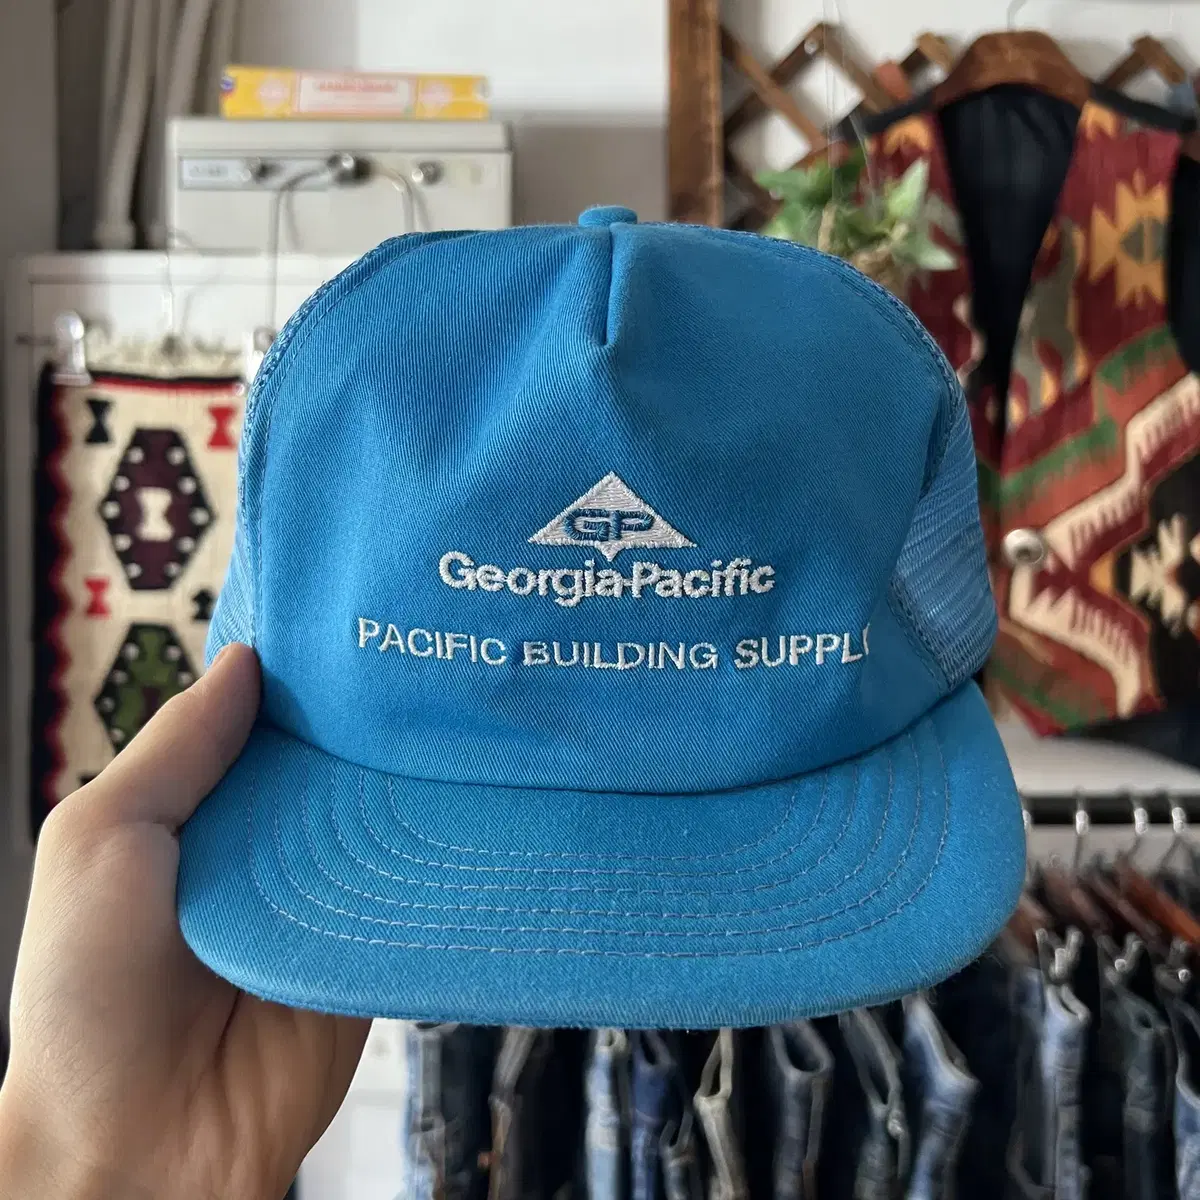 GP
Georgia-Pacific
PACIFIC BUILDING SUPPLY